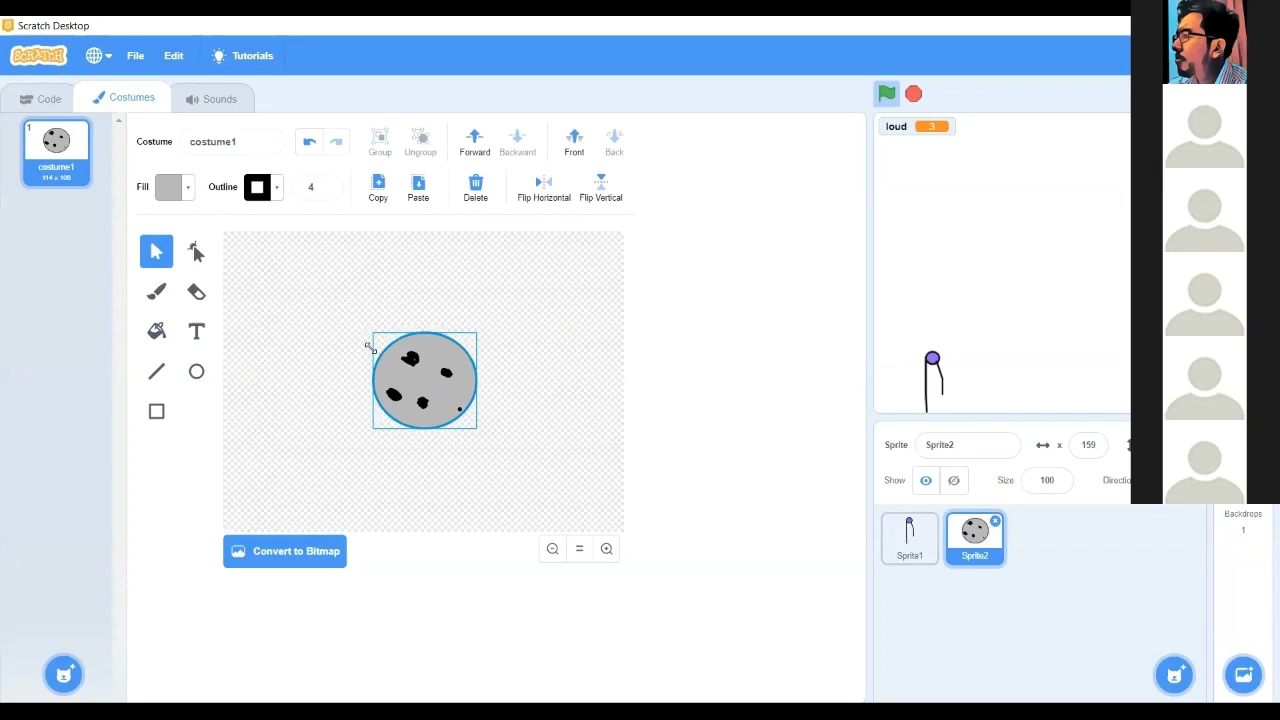 Scratch Desktop
SCRATCH File Edit Tutorials
Code Costumes Sounds
1
costume1
114 x 100
Costume costume1 Group Ungroup Forward Backward Front Back
Fill Outline 4 Copy Paste Delete Flip Horizontal Flip Vertical
T
Convert to Bitmap
loud 3
Sprite Sprite2 x 159
Show Size 100 Directio
Sprite1 Sprite2
Backdrops
1